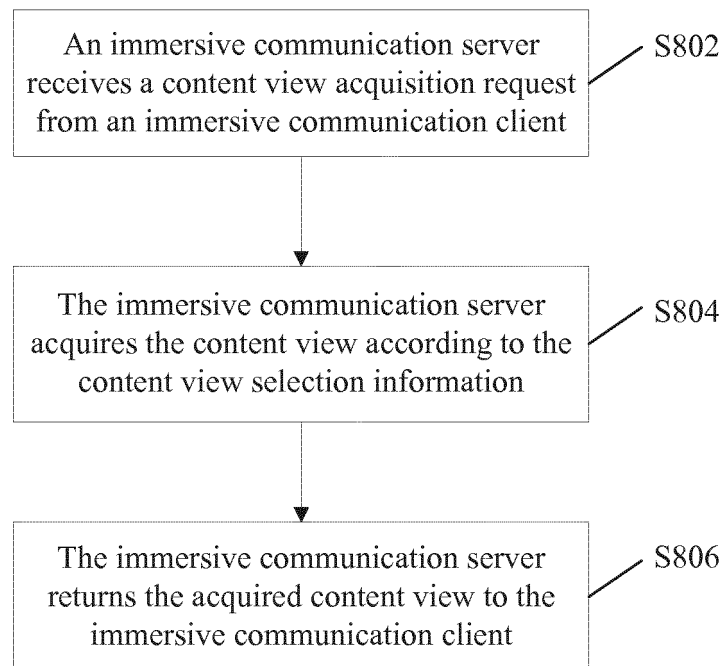 An immersive communication server
receives a content view acquisition request
from an immersive communication client
S802
The immersive communication server
acquires the content view according to the
content view selection information
S804
The immersive communication server
returns the acquired content view to the
immersive communication client
S806